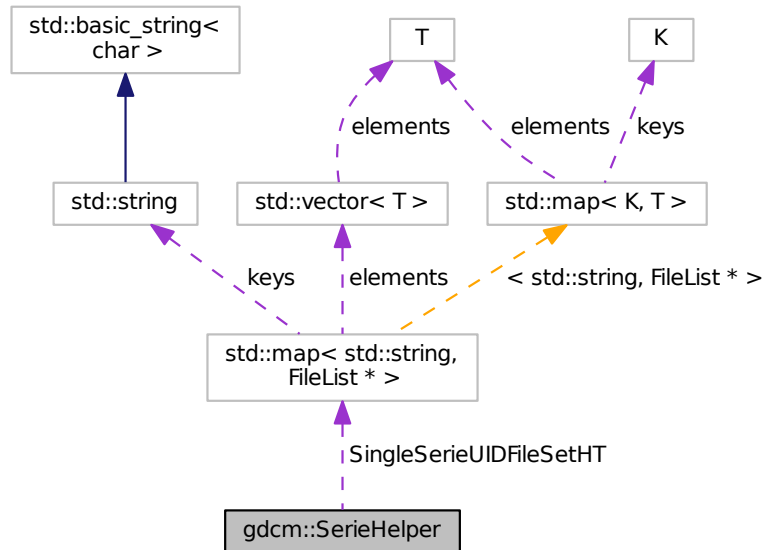 std::basic_string<
char >
T
K
elements
elements
keys
std::string
std::vector< T >
std::map< K, T >
keys
elements
< std::string, FileList * >
std::map< std::string,
FileList * >
SingleSerieUIDFileSetHT
gdcm::SerieHelper